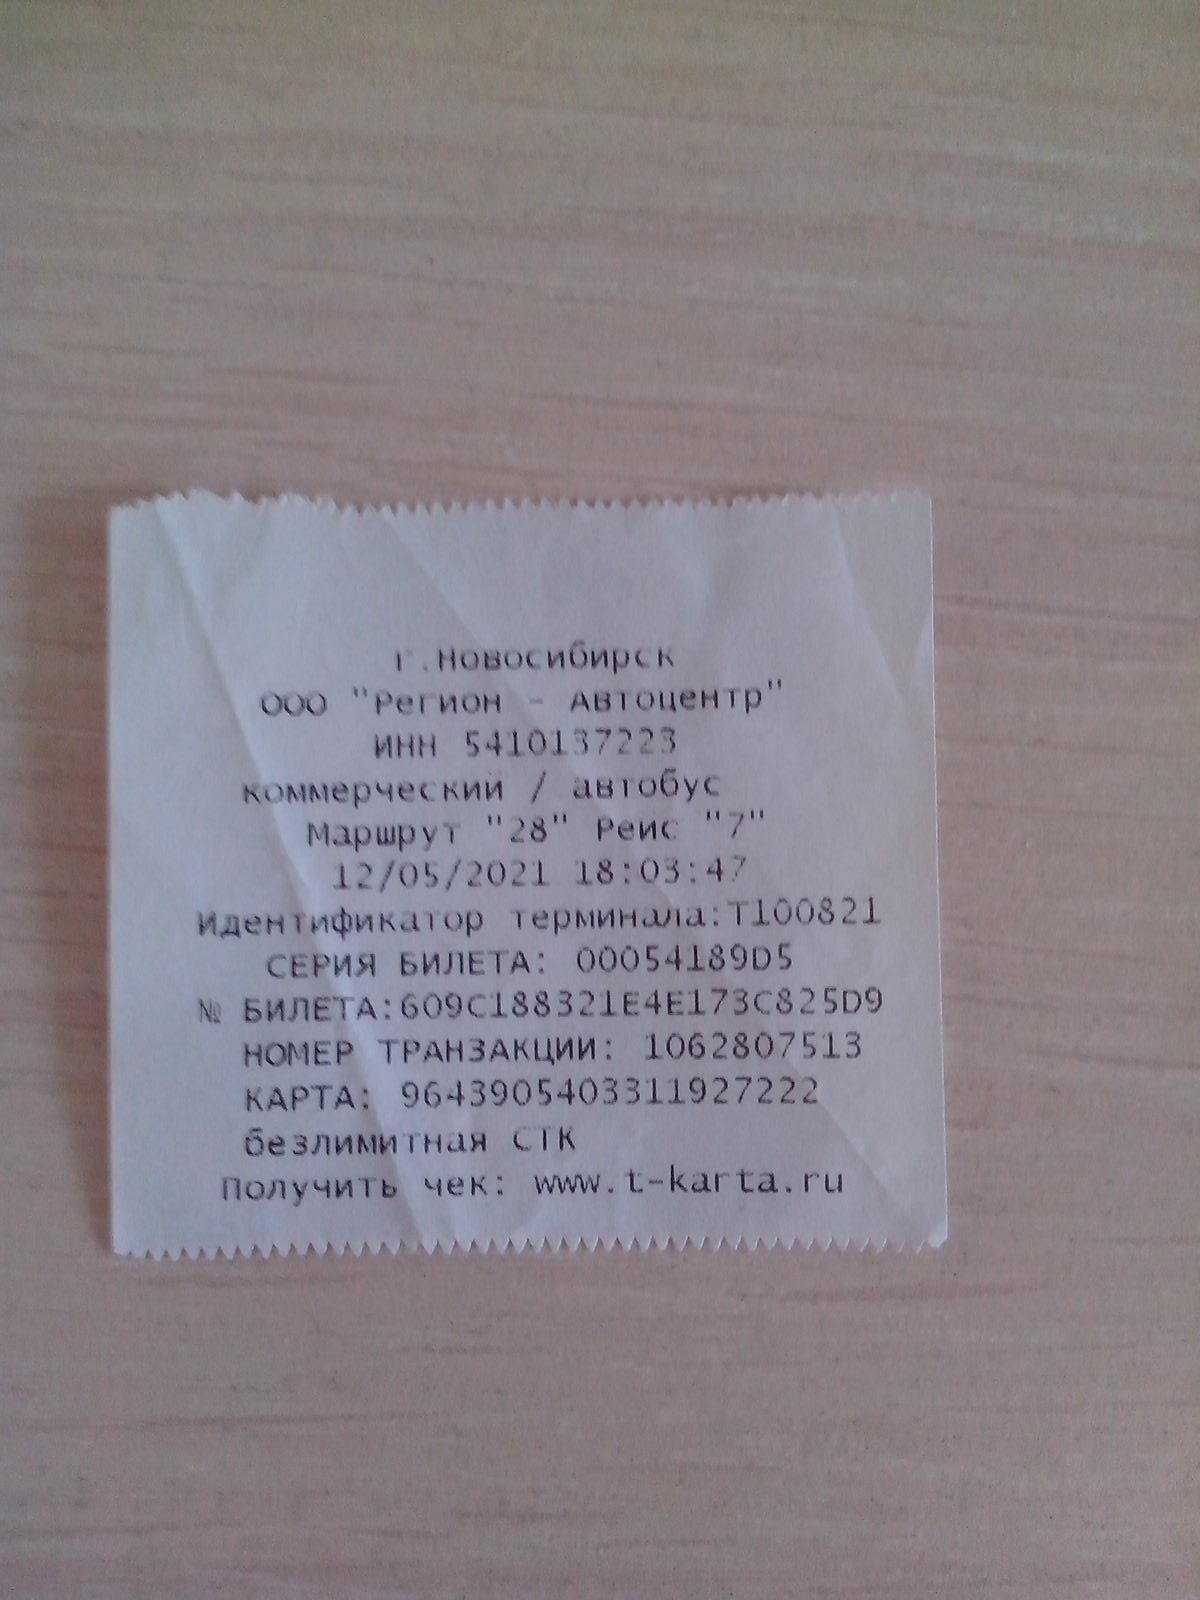 г.Новосибирск
ООО "Регион - Автоцентр"
ИНН 5410137223
коммерческий / автобус
Маршрут "28" Рейс "7"
12/05/2021 18:03:47
Идентификатор терминала:T100821
СЕРИЯ БИЛЕТА: 00054189D5
№ БИЛЕТА:609C188321E4E173C825D9
НОМЕР ТРАНЗАКЦИИ: 1062807513
КАРТА: 9643905403311927222
безлимитная СТК
Получить чек: www.t-karta.ru